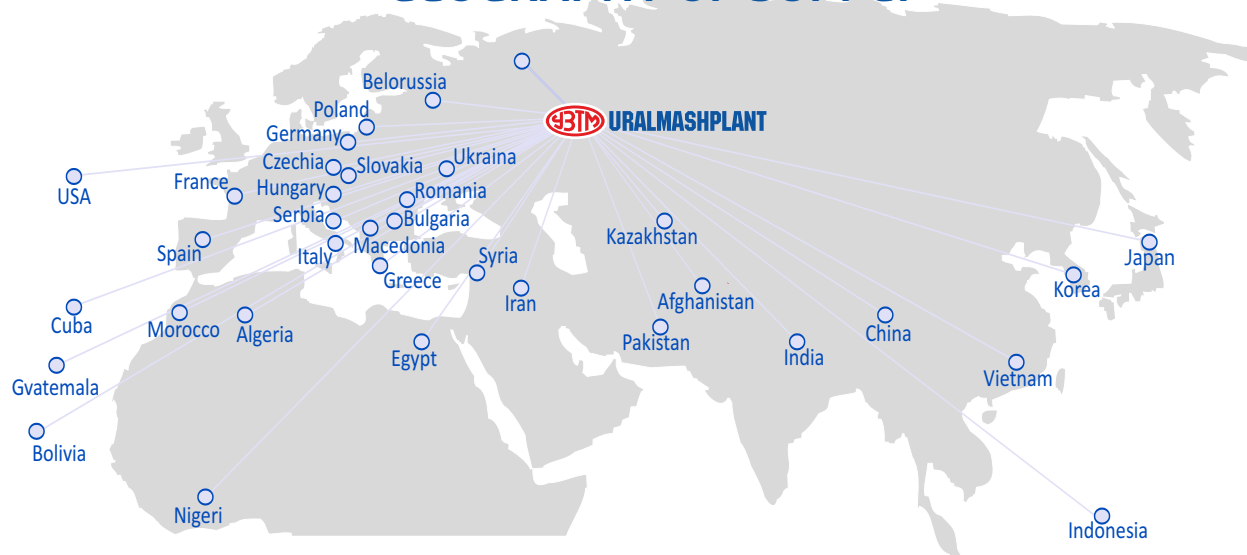 Belorussia
Poland
УЗТМ URALMASHPLANT
Germany
Czechia
Slovakia
Ukraina
France
Hungary
Romania
USA
Serbia
Bulgaria
Kazakhstan
Spain
Italy
Macedonia
Syria
Japan
Greece
Iran
Afghanistan
Korea
Cuba
Morocco
Algeria
Pakistan
China
Egypt
India
Gvatemala
Vietnam
Bolivia
Nigeri
Indonesia